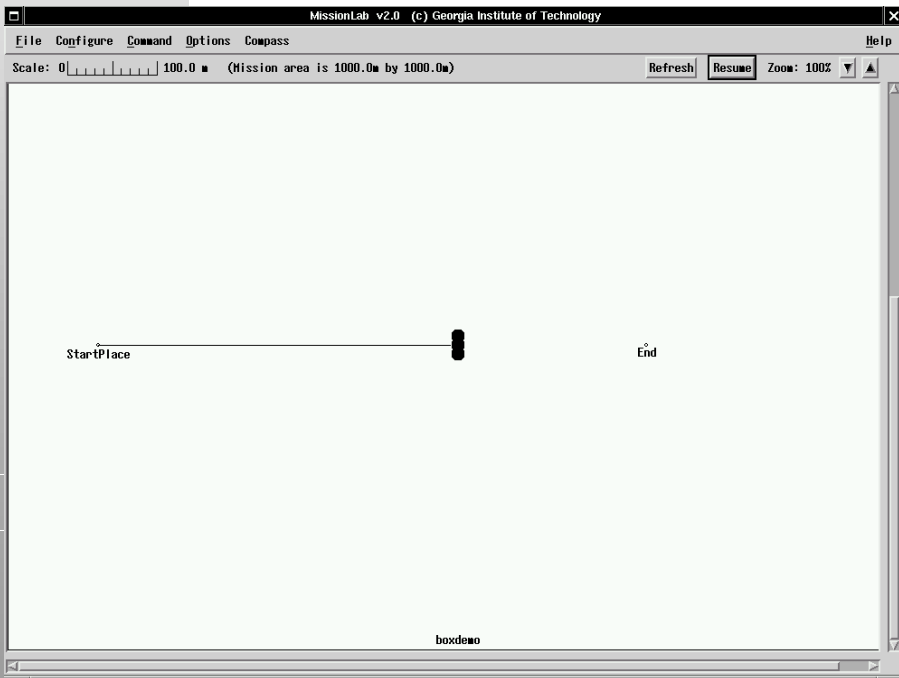 MissionLab v2.0 (c) Georgia Institute of Technology
File Configure Command Options Compass Help
Scale: 0 100.0 m (Mission area is 1000.0m by 1000.0m) Refresh Resume Zoom: 100%
StartPlace End
boxdemo